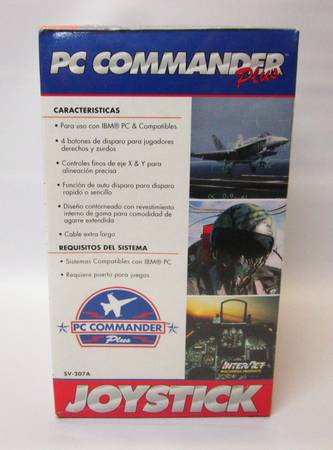 PC COMMANDER
Plus
CARACTERISTICAS
• Para uso con IBM® PC & Compatibles
• 4 botones de disparo para jugadores
derechos y zurdos
• Controles finos de eje X & Y para
alineación precisa
• Función de auto disparo para disparo
rapido o sencillo
• Diseño contorneado con revestimiento
interno de goma para comodidad de
agarre extendida
• Cable extra largo
REQUISITOS DEL SISTEMA
• Sistemas Compatibles con IBM® PC
• Requiere puerto para juegos
PC COMMANDER
Plus
SV-207A
INTERACT
MULTIMEDIA PRODUCTS
JOYSTICK